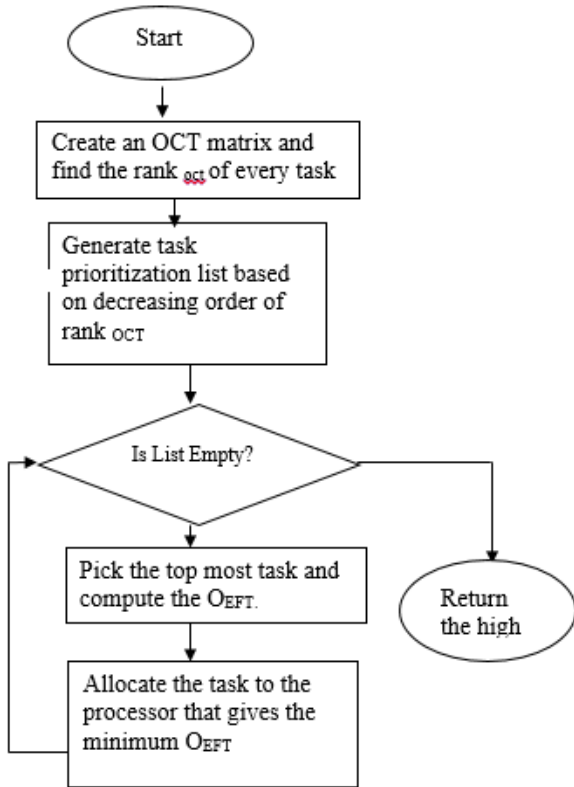 Start
Create an OCT matrix and
find the rank oct of every task
Generate task
prioritization list based
on decreasing order of
rank OCT
Is List Empty?
Pick the top most task and
compute the OEFT.
Return
the high
Allocate the task to the
processor that gives the
minimum OEFT